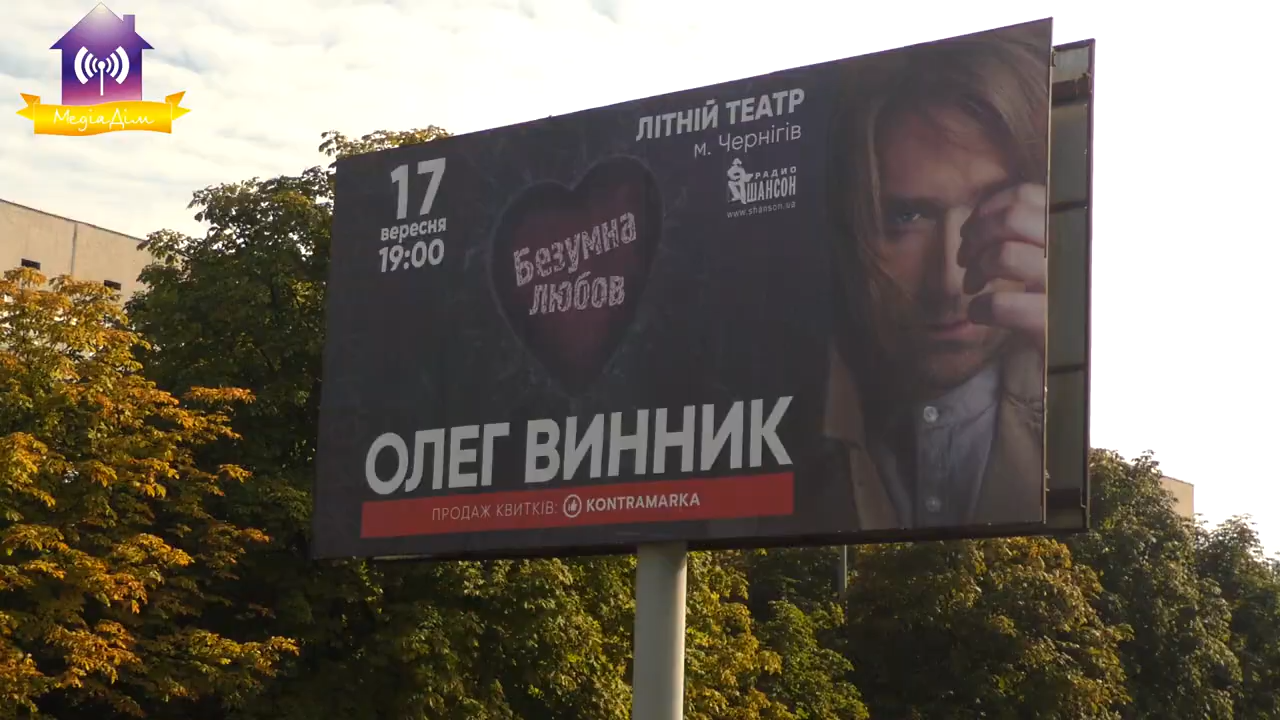 МедіаДім
17
вересня
19:00
Безумна
любов
ЛІТНІЙ ТЕАТР
м. Чернігів
РАДИО
ШАНСОН
www.shanson.ua
ОЛЕГ ВИННИК
ПРОДАЖ КВИТКІВ: KONTRAMARKA